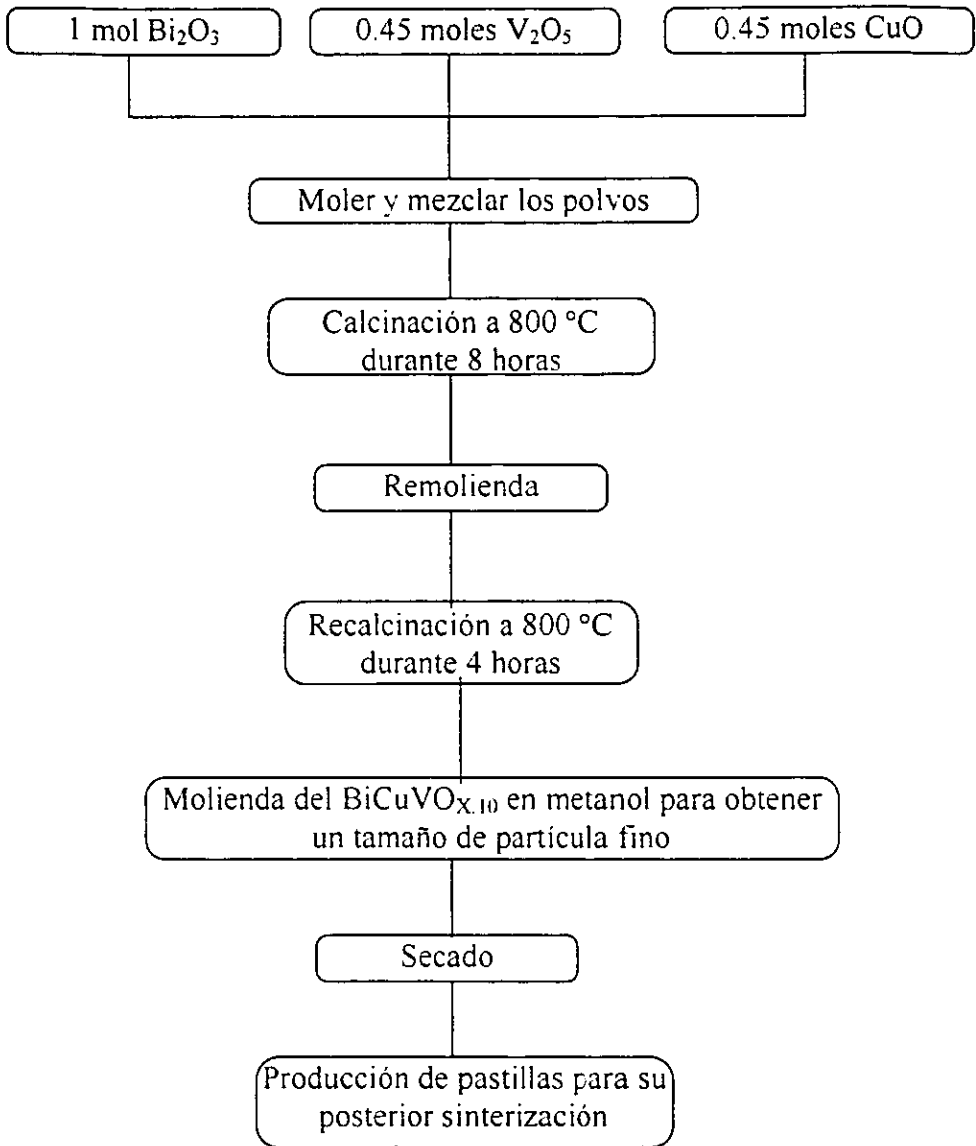 1 mol Bi₂O₃
0.45 moles V₂O₅
0.45 moles CuO
Moler y mezclar los polvos
Calcinación a 800 °C
durante 8 horas
Remolienda
Recalcinación a 800 °C
durante 4 horas
Molienda del BiCuVOₓ.₁₀ en metanol para obtener
un tamaño de partícula fino
Secado
Producción de pastillas para su
posterior sinterización